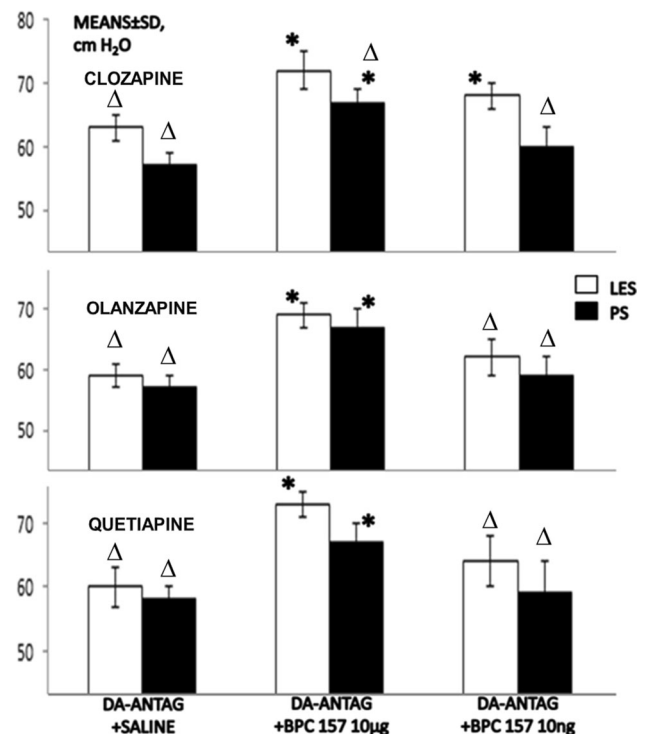 80
70
60
50
MEANS±SD,
cm H₂O
CLOZAPINE
Δ
Δ
*
Δ
*
*
Δ
70
60
50
OLANZAPINE
Δ
Δ
*
*
Δ
Δ
LES
PS
70
60
50
QUETIAPINE
Δ
Δ
*
*
Δ
Δ
DA-ANTAG
+SALINE
DA-ANTAG
+BPC 157 10μg
DA-ANTAG
+BPC 157 10ng